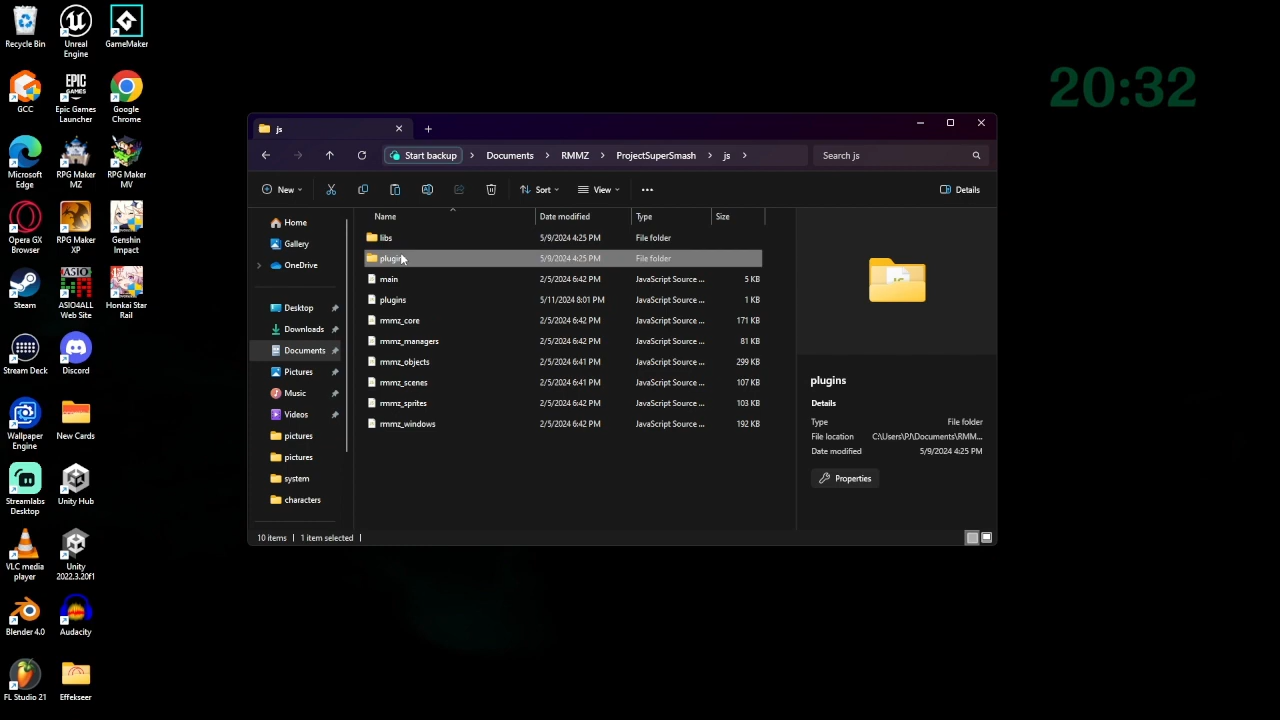 Recycle Bin
Unreal
Engine
GameMaker
GCC
Epic Games
Launcher
Google
Chrome
Microsoft
Edge
RPG Maker
MZ
RPG Maker
MV
Opera GX
Browser
RPG Maker
XP
Genshin
Impact
Steam
ASIO4ALL
Web Site
Honkai Star
Rail
Stream Deck
Discord
Wallpaper
Engine
New Cards
Streamlabs
Desktop
Unity Hub
VLC media
player
Unity
2022.3.20f1
Blender 4.0
Audacity
FL Studio 21
Effekseer
20:32
js
Start backup
Documents
RMMZ
ProjectSuperSmash
js
Search js
New
Sort
View
Details
Home
Gallery
OneDrive
Desktop
Downloads
Documents
Pictures
Music
Videos
pictures
pictures
system
characters
Name Date modified Type Size
libs 5/9/2024 4:25 PM File folder
plugins 5/9/2024 4:25 PM File folder
main 2/5/2024 6:42 PM JavaScript Source ... 5 KB
plugins 5/11/2024 8:01 PM JavaScript Source ... 1 KB
rmmz_core 2/5/2024 6:42 PM JavaScript Source ... 171 KB
rmmz_managers 2/5/2024 6:42 PM JavaScript Source ... 81 KB
rmmz_objects 2/5/2024 6:41 PM JavaScript Source ... 299 KB
rmmz_scenes 2/5/2024 6:41 PM JavaScript Source ... 107 KB
rmmz_sprites 2/5/2024 6:42 PM JavaScript Source ... 103 KB
rmmz_windows 2/5/2024 6:42 PM JavaScript Source ... 192 KB
plugins
Details
Type File folder
File location C:\Users\PJ\Documents\RMM...
Date modified 5/9/2024 4:25 PM
Properties
10 items
1 item selected